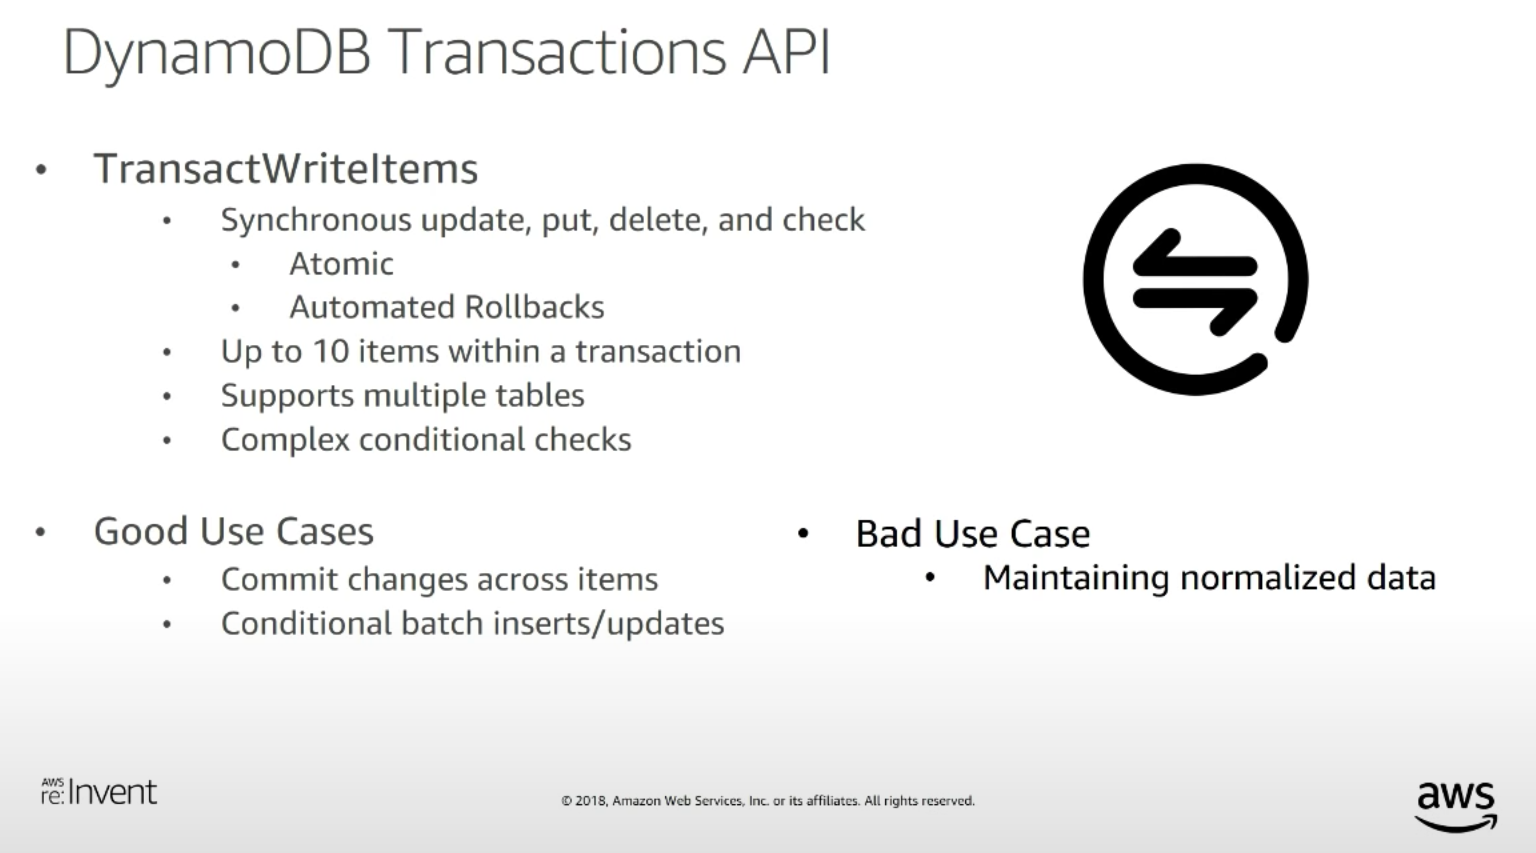 DynamoDB Transactions API
• TransactWriteItems
• Synchronous update, put, delete, and check
• Atomic
• Automated Rollbacks
• Up to 10 items within a transaction
• Supports multiple tables
• Complex conditional checks
• Good Use Cases
• Commit changes across items
• Conditional batch inserts/updates
• Bad Use Case
• Maintaining normalized data
AWS
re:Invent
© 2018, Amazon Web Services, Inc. or its affiliates. All rights reserved.
aws